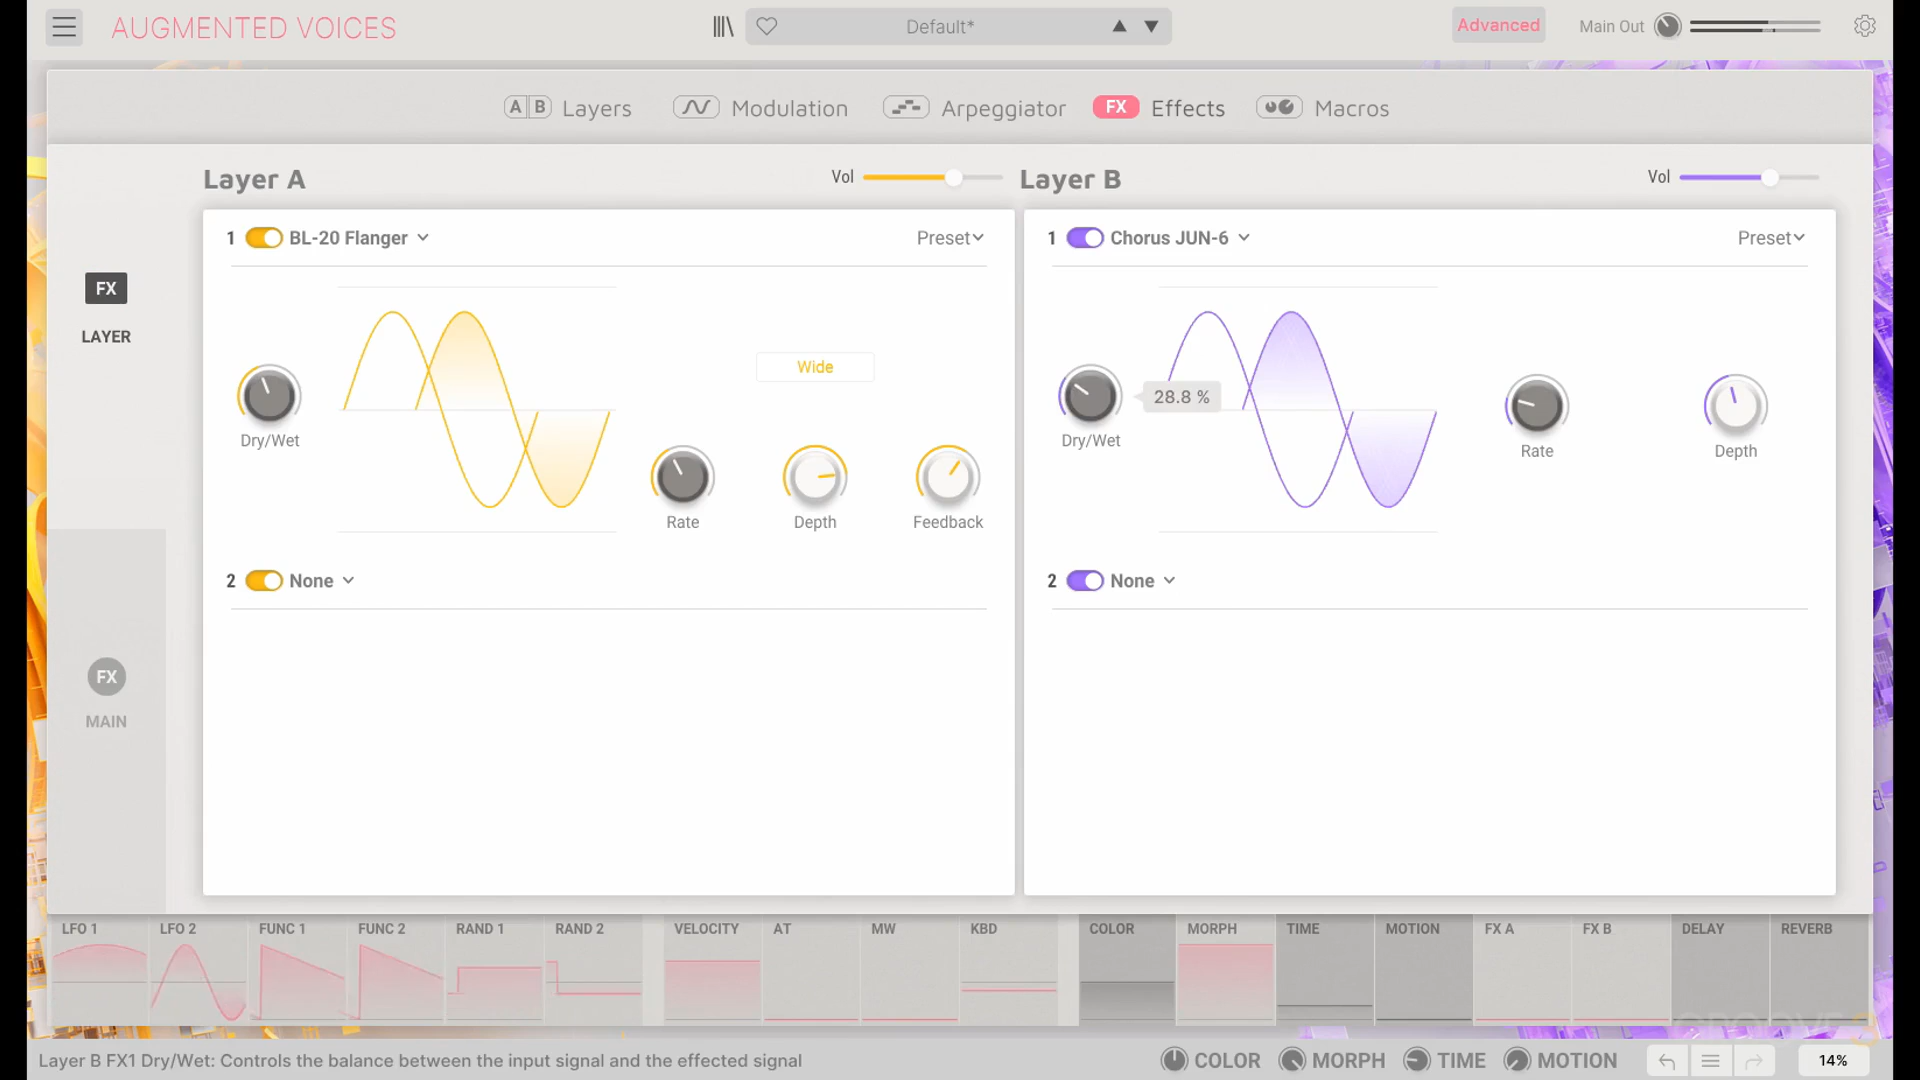 AUGMENTED VOICES
Default*
Advanced
Main Out
A B Layers
Modulation
Arpeggiator
FX Effects
Macros
Layer A
Vol
Layer B
Vol
1 BL-20 Flanger
Preset
1 Chorus JUN-6
Preset
FX
LAYER
Wide
Dry/Wet
28.8 %
Dry/Wet
Rate
Depth
Rate
Depth
Feedback
2 None
2 None
FX
MAIN
LFO 1
LFO 2
FUNC 1
FUNC 2
RAND 1
RAND 2
VELOCITY
AT
MW
KBD
COLOR
MORPH
TIME
MOTION
FX A
FX B
DELAY
REVERB
Layer B FX1 Dry/Wet: Controls the balance between the input signal and the effected signal
COLOR
MORPH
TIME
MOTION
14%